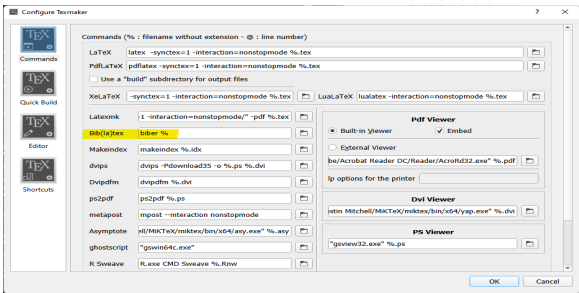 Configure Texmaker
Commands (% : filename without extension - @ : line number)
LaTeX latex -synctex=1 -interaction=nonstopmode %.tex
PdfLaTeX pdflatex -synctex=1 -interaction=nonstopmode %.tex
Use a "build" subdirectory for output files
XeLaTeX -synctex=1 -interaction=nonstopmode %.tex LuaLaTeX lualatex -interaction=nonstopmode %.tex
Latexmk -1 -interaction=nonstopmode/" -pdf %.tex
Bib(la)tex biber %
Makeindex makeindex %.idx
dvips dvips -Pdownload35 -o %.ps %.dvi
Dvipdfm dvipdfm %.dvi
ps2pdf ps2pdf %.ps
metapost mpost --interaction nonstopmode
Asymptote ell/MiKTeX/miktex/bin/x64/asy.exe" %.asy
ghostscript "gswin64c.exe"
R Sweave R.exe CMD Sweave %.Rnw
Pdf Viewer
Built-in Viewer Embed
External Viewer
be/Acrobat Reader DC/Reader/AcroRd32.exe" %.pdf
lp options for the printer
Dvi Viewer
stin Mitchell/MiKTeX/miktex/bin/x64/yap.exe" %.dvi
PS Viewer
"gsview32.exe" %.ps
TEX
Commands
TEX
Quick Build
TEX
Editor
TEX
Shortcuts
OK Cancel